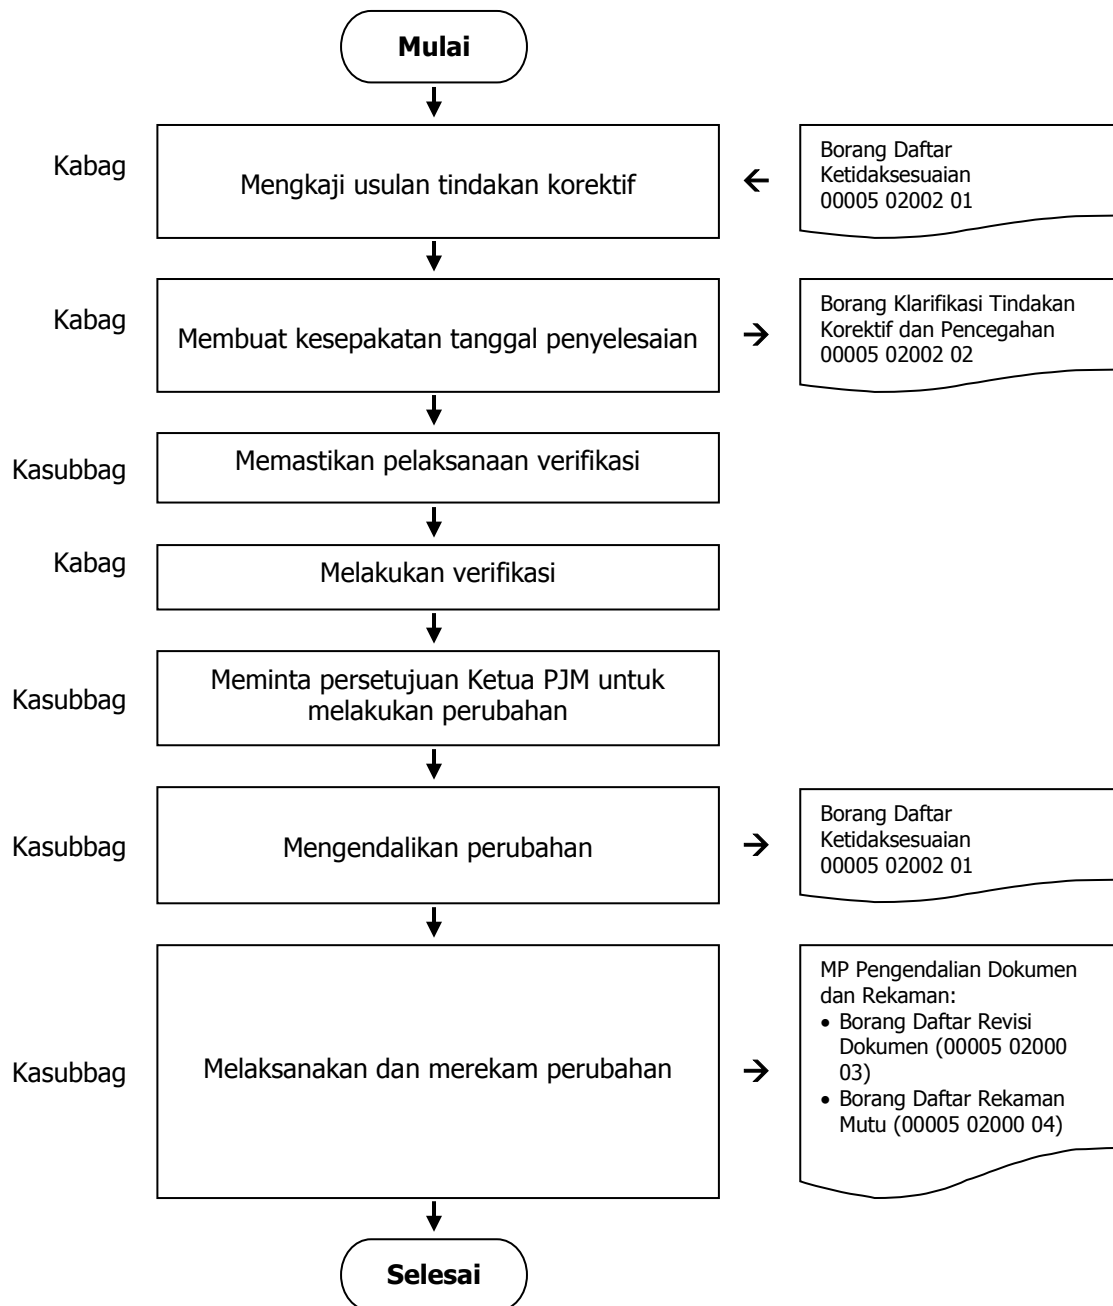 Mulai
Kabag
Mengkaji usulan tindakan korektif
←
Borang Daftar
Ketidaksesuaian
00005 02002 01
Kabag
Membuat kesepakatan tanggal penyelesaian
→
Borang Klarifikasi Tindakan
Korektif dan Pencegahan
00005 02002 02
Kasubbag
Memastikan pelaksanaan verifikasi
Kabag
Melakukan verifikasi
Kasubbag
Meminta persetujuan Ketua PJM untuk
melakukan perubahan
Kasubbag
Mengendalikan perubahan
→
Borang Daftar
Ketidaksesuaian
00005 02002 01
Kasubbag
Melaksanakan dan merekam perubahan
→
MP Pengendalian Dokumen
dan Rekaman:
• Borang Daftar Revisi
Dokumen (00005 02000
03)
• Borang Daftar Rekaman
Mutu (00005 02000 04)
Selesai